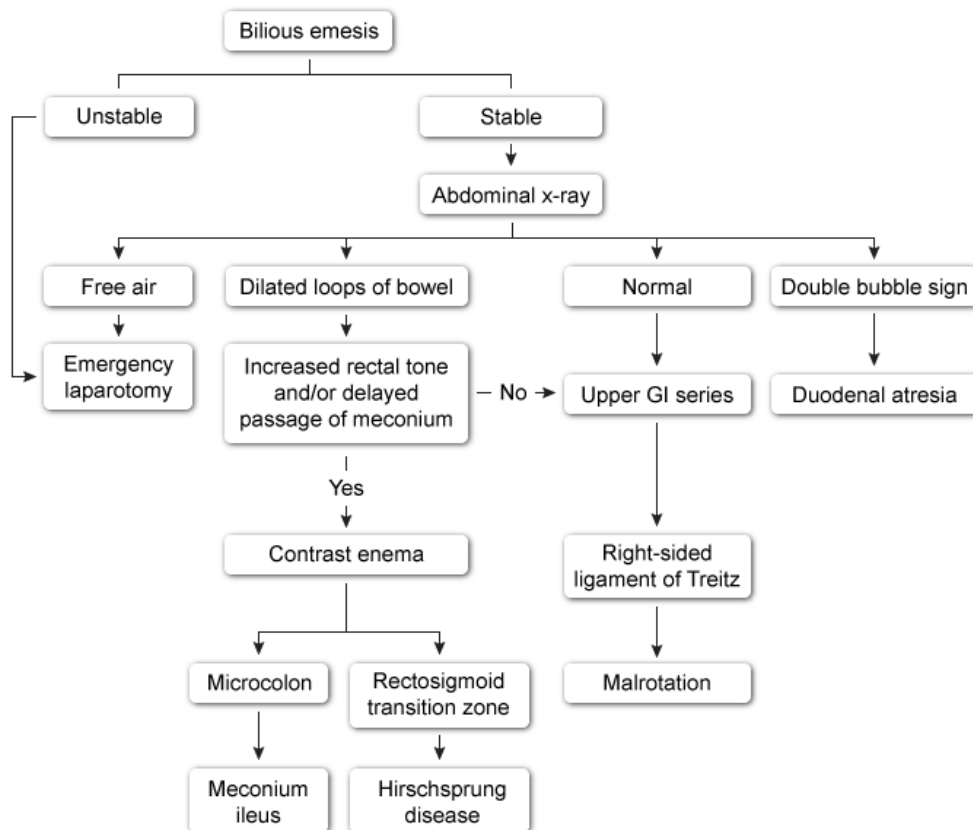 Bilious emesis
Unstable
Stable
Abdominal x-ray
Free air
Dilated loops of bowel
Normal
Double bubble sign
Emergency
laparotomy
Increased rectal tone
and/or delayed
passage of meconium
No
Upper GI series
Duodenal atresia
Yes
Contrast enema
Right-sided
ligament of Treitz
Microcolon
Rectosigmoid
transition zone
Malrotation
Meconium
ileus
Hirschsprung
disease